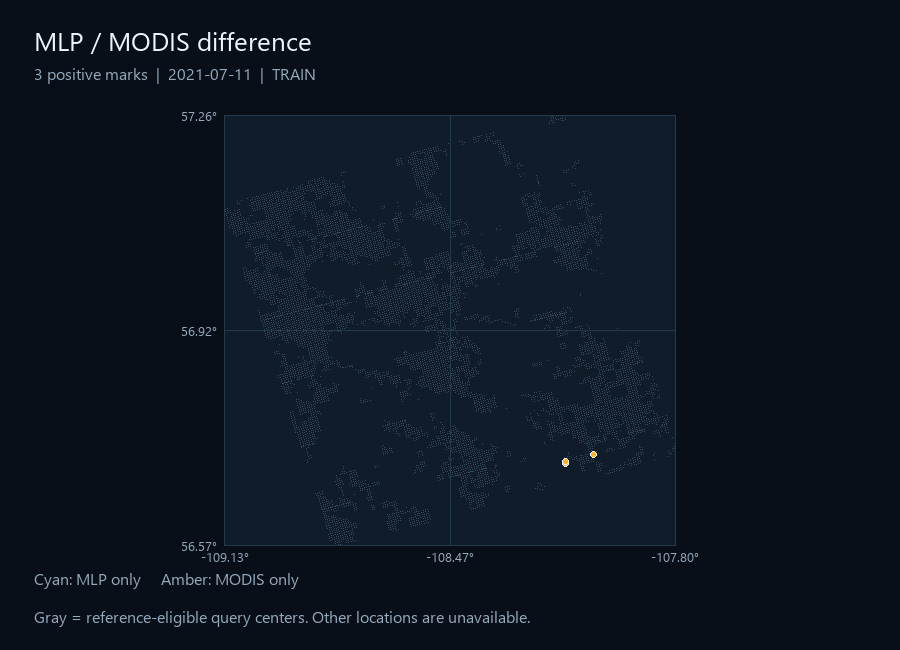 MLP / MODIS difference
3 positive marks | 2021-07-11 | TRAIN
57.26°
56.92°
56.57°
-109.13°
-108.47°
-107.80°
Cyan: MLP only
Amber: MODIS only
Gray = reference-eligible query centers. Other locations are unavailable.